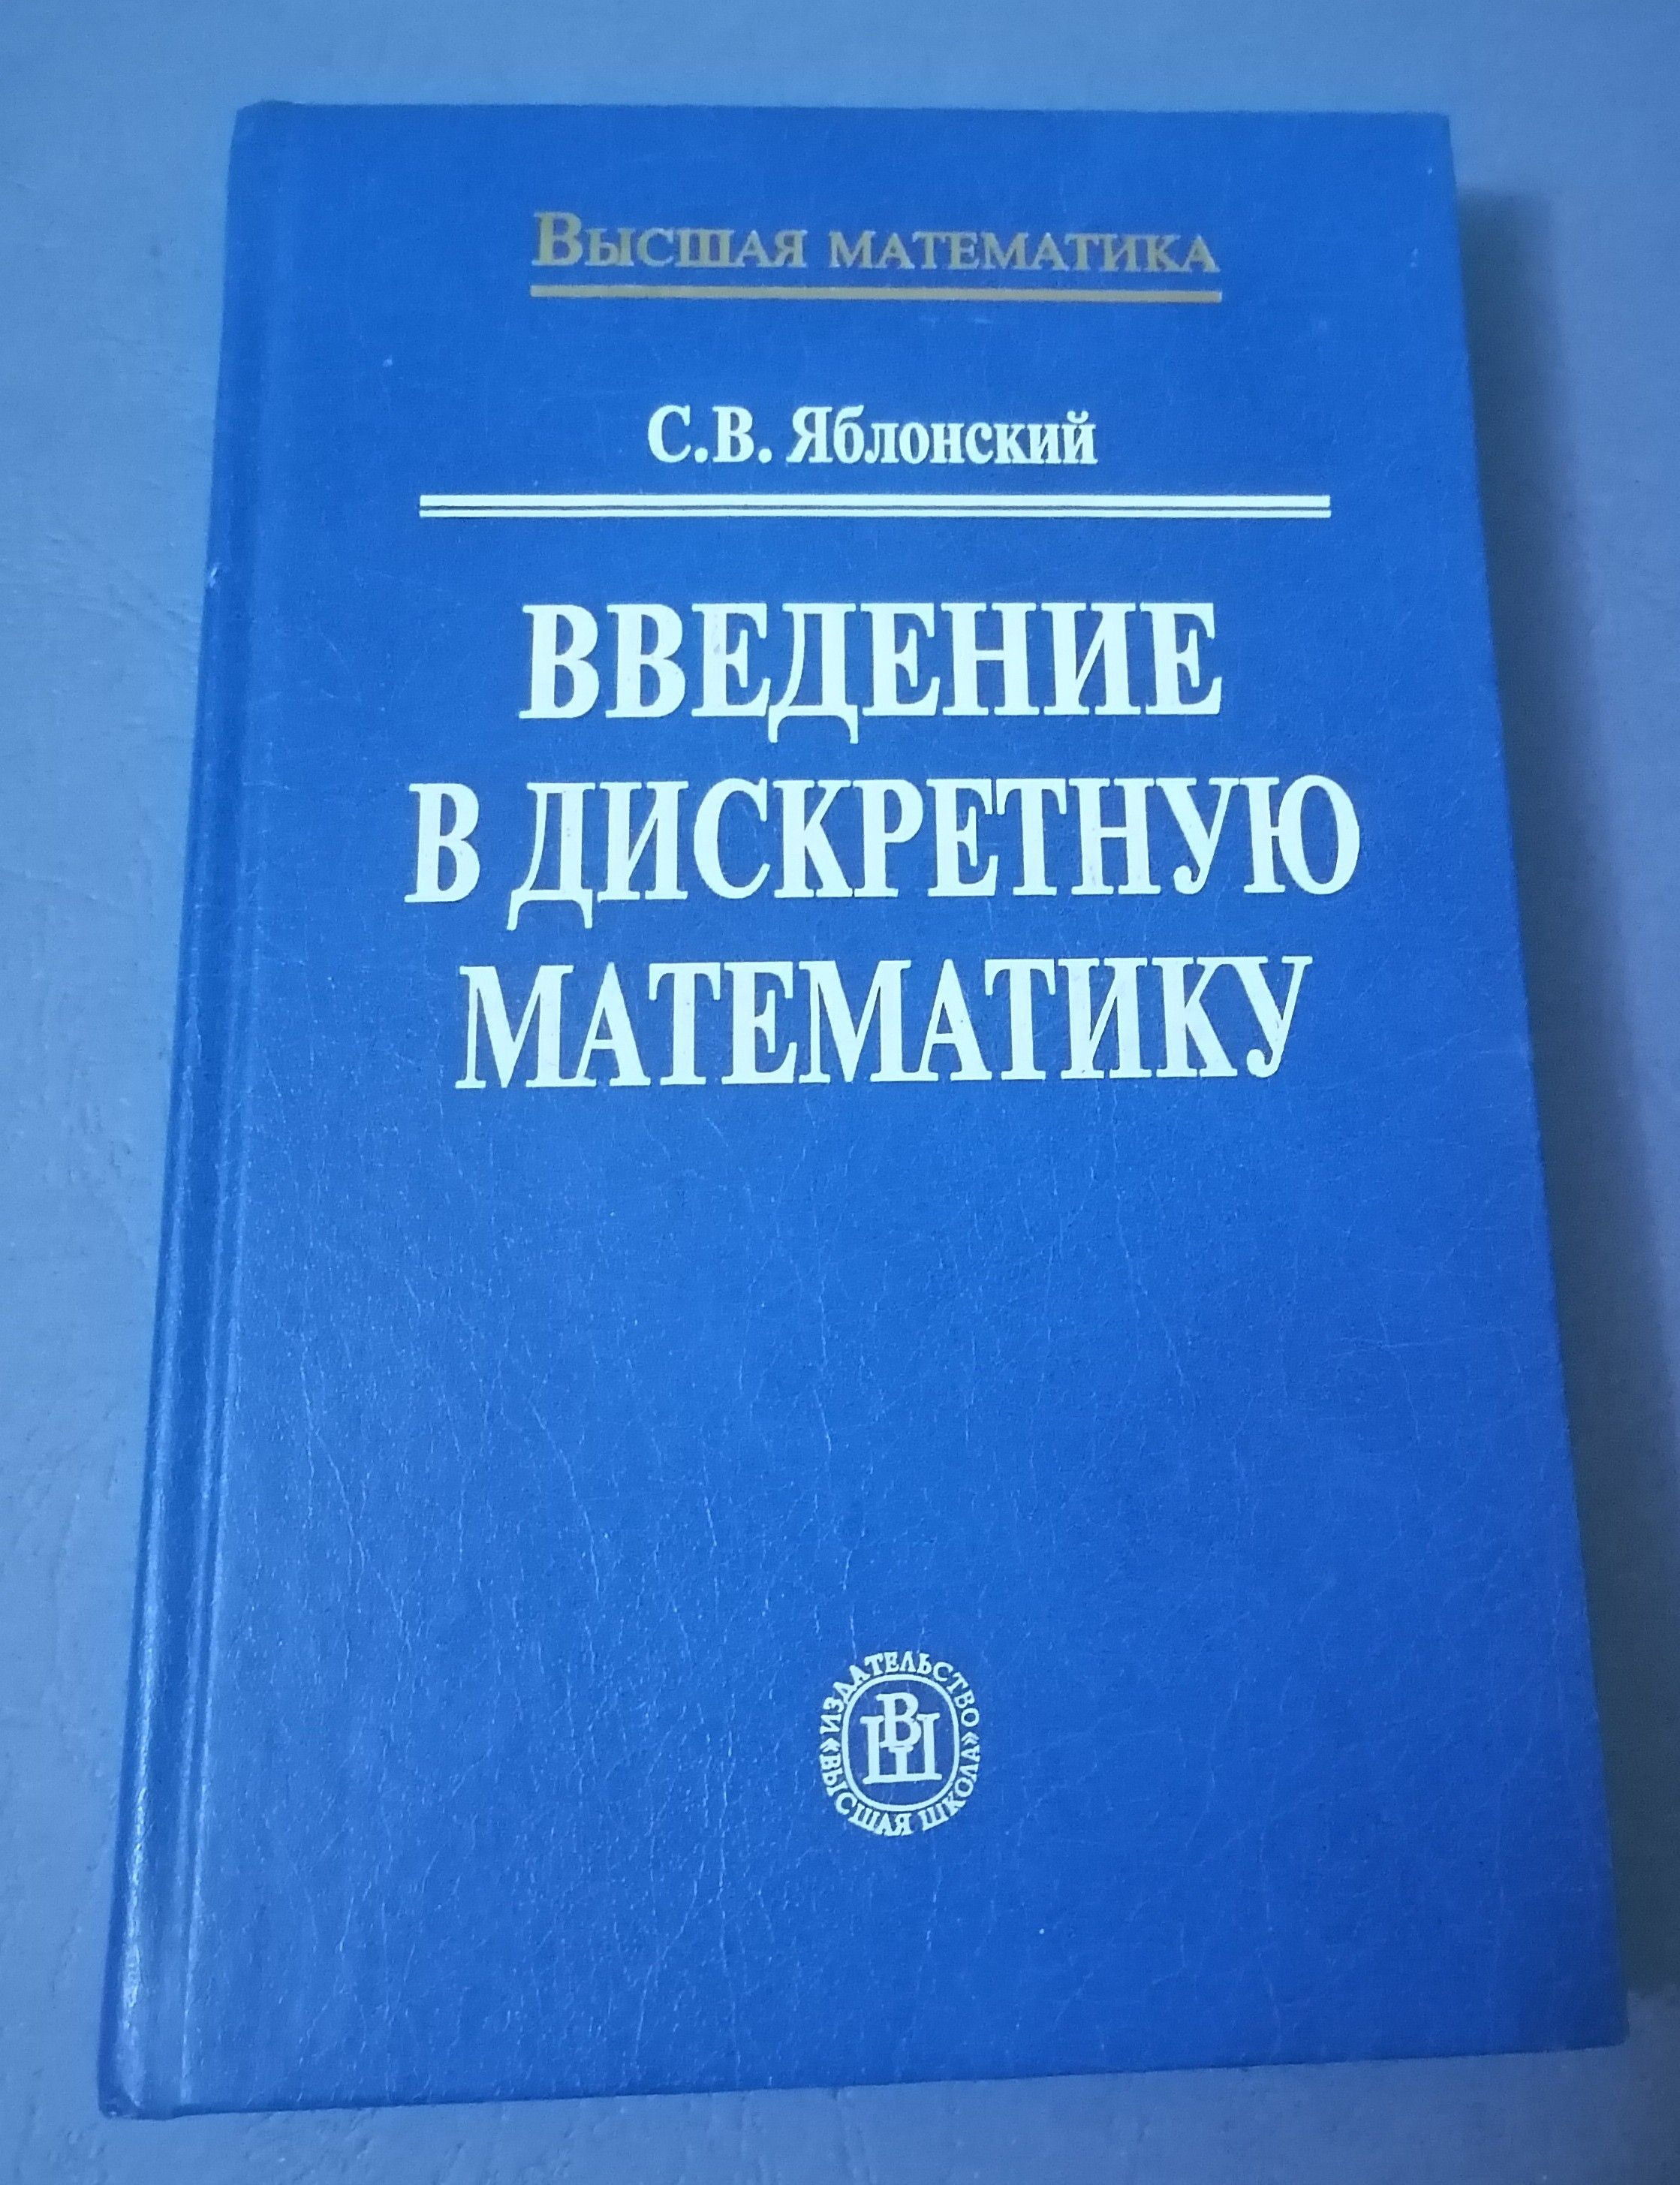 Высшая математика
С.В. Яблонский
ВВЕДЕНИЕ
В ДИСКРЕТНУЮ
МАТЕМАТИКУ
ИЗДАТЕЛЬСТВО
ВШ
«ВЫСШАЯ ШКОЛА»